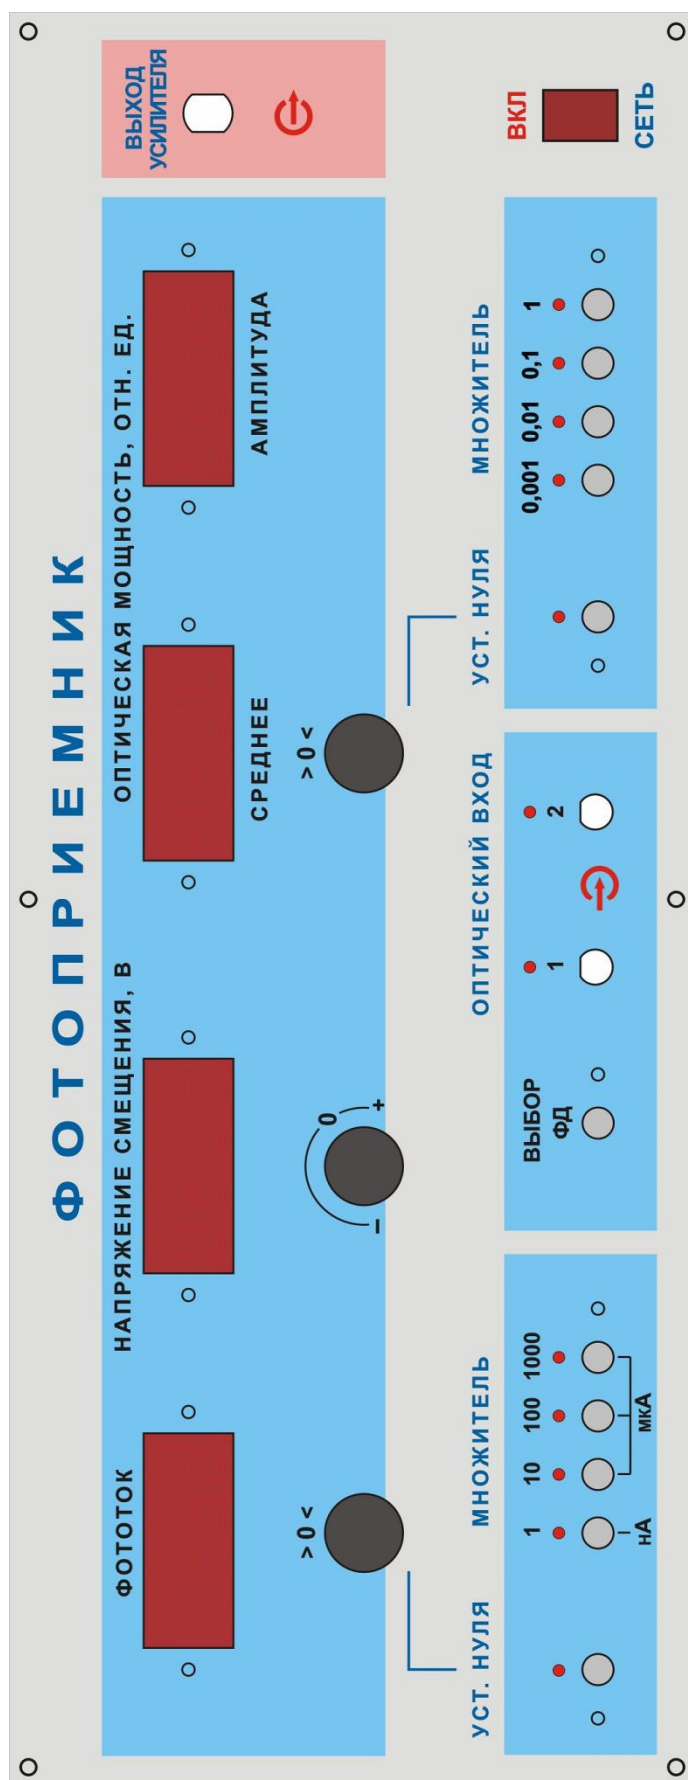 ФОТОПРИЕМНИК
ФОТОТОК
НАПРЯЖЕНИЕ СМЕЩЕНИЯ, В
ОПТИЧЕСКАЯ МОЩНОСТЬ, ОТН. ЕД.
ВЫХОД
УСИЛИТЕЛЯ
СРЕДНЕЕ
АМПЛИТУДА
>0<
– 0 +
>0<
УСТ. НУЛЯ
МНОЖИТЕЛЬ
1 10 100 1000
нА
мкА
ОПТИЧЕСКИЙ ВХОД
ВЫБОР
ФД
1 2
УСТ. НУЛЯ
МНОЖИТЕЛЬ
0,001 0,01 0,1 1
ВКЛ
СЕТЬ